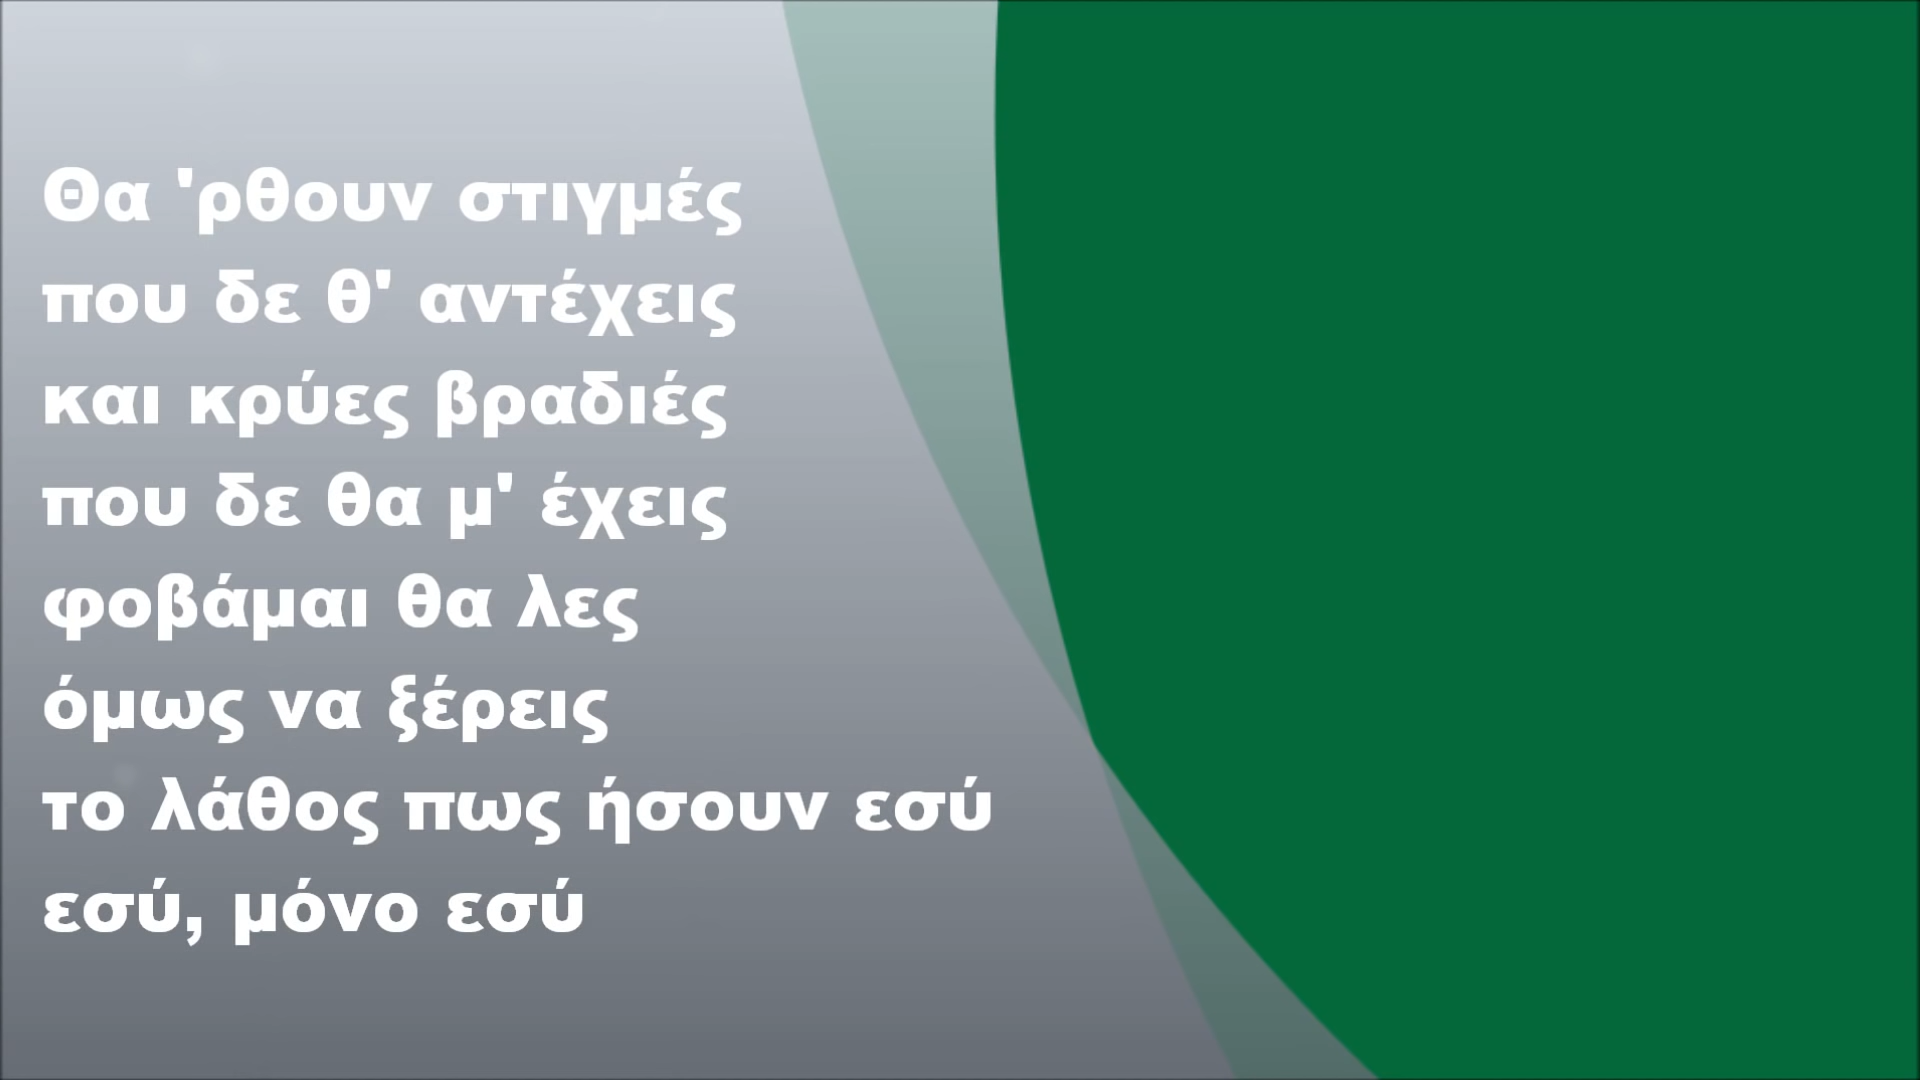 Θα 'ρθουν στιγμές
που δε θ' αντέχεις
και κρύες βραδιές
που δε θα μ' έχεις
φοβάμαι θα λες
όμως να ξέρεις
το λάθος πως ήσουν εσύ
εσύ, μόνο εσύ